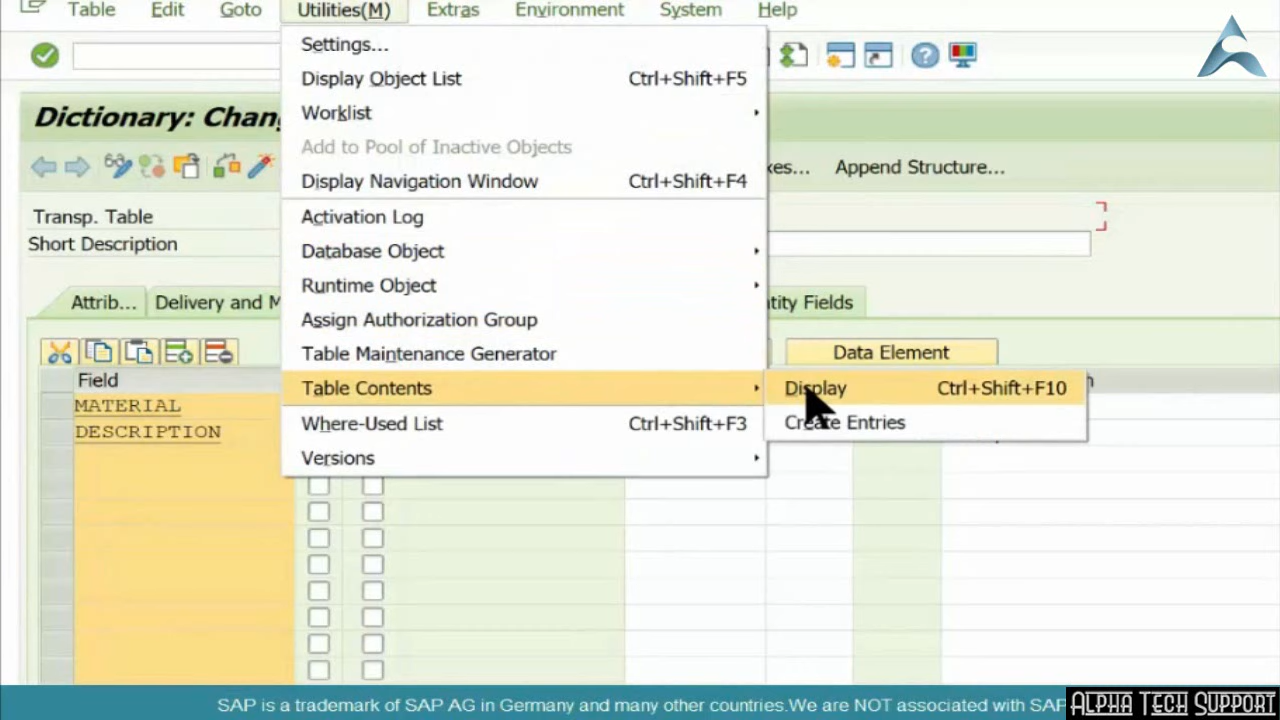 Table Edit Goto Utilities(M) Extras Environment System Help
Settings...
Display Object List Ctrl+Shift+F5
Worklist
Add to Pool of Inactive Objects
Display Navigation Window Ctrl+Shift+F4
Activation Log
Database Object
Runtime Object
Assign Authorization Group
Table Maintenance Generator
Table Contents
Where-Used List Ctrl+Shift+F3
Versions
Display Ctrl+Shift+F10
Create Entries
Dictionary: Chan
Append Structure...
Transp. Table
Short Description
Attrib... Delivery and M
Fields
Data Element
Field
MATERIAL
DESCRIPTION
SAP is a trademark of SAP AG in Germany and many other countries.We are NOT associated with SAP
ALPHA TECH SUPPORT